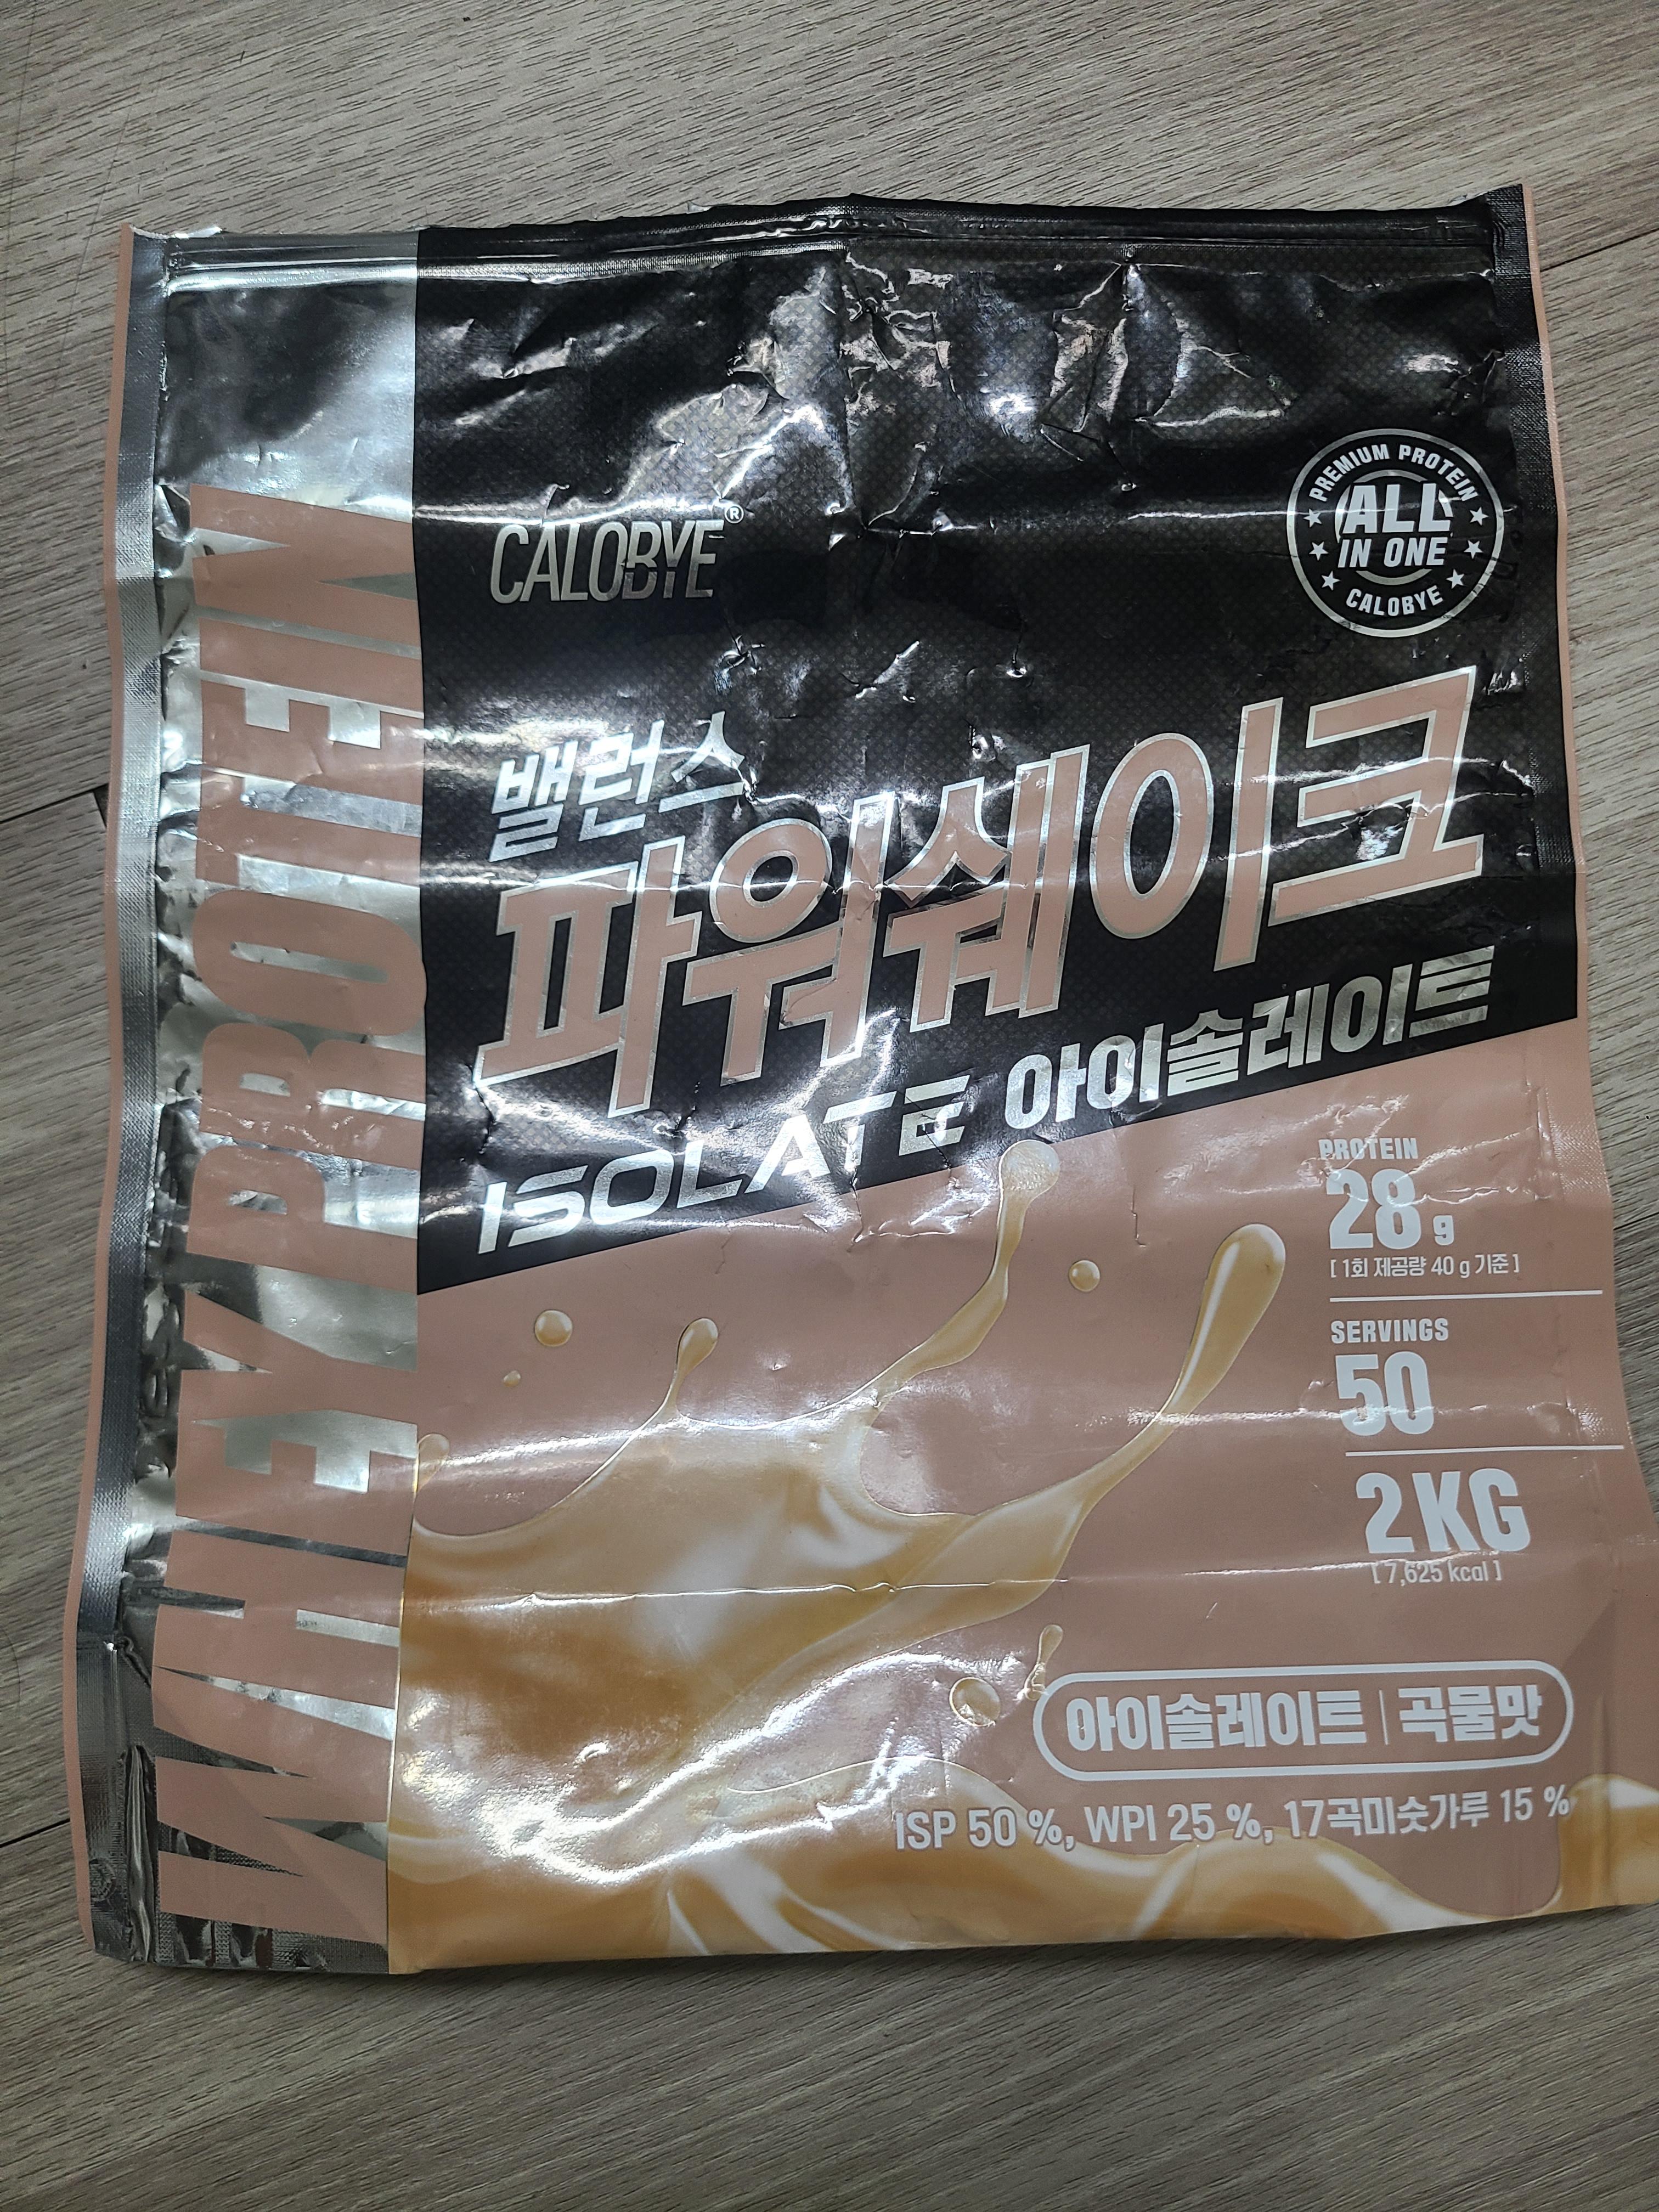 CALOBYE®
PREMIUM PROTEIN
ALL
IN ONE
CALOBYE
WHEY PROTEIN
밸런스
파워쉐이크
ISOLATE 아이솔레이트
PROTEIN
28 g
[ 1회 제공량 40 g 기준 ]
SERVINGS
50
2 KG
[ 7,625 kcal ]
아이솔레이트 | 곡물맛
ISP 50 %, WPI 25 %, 17곡미숫가루 15 %